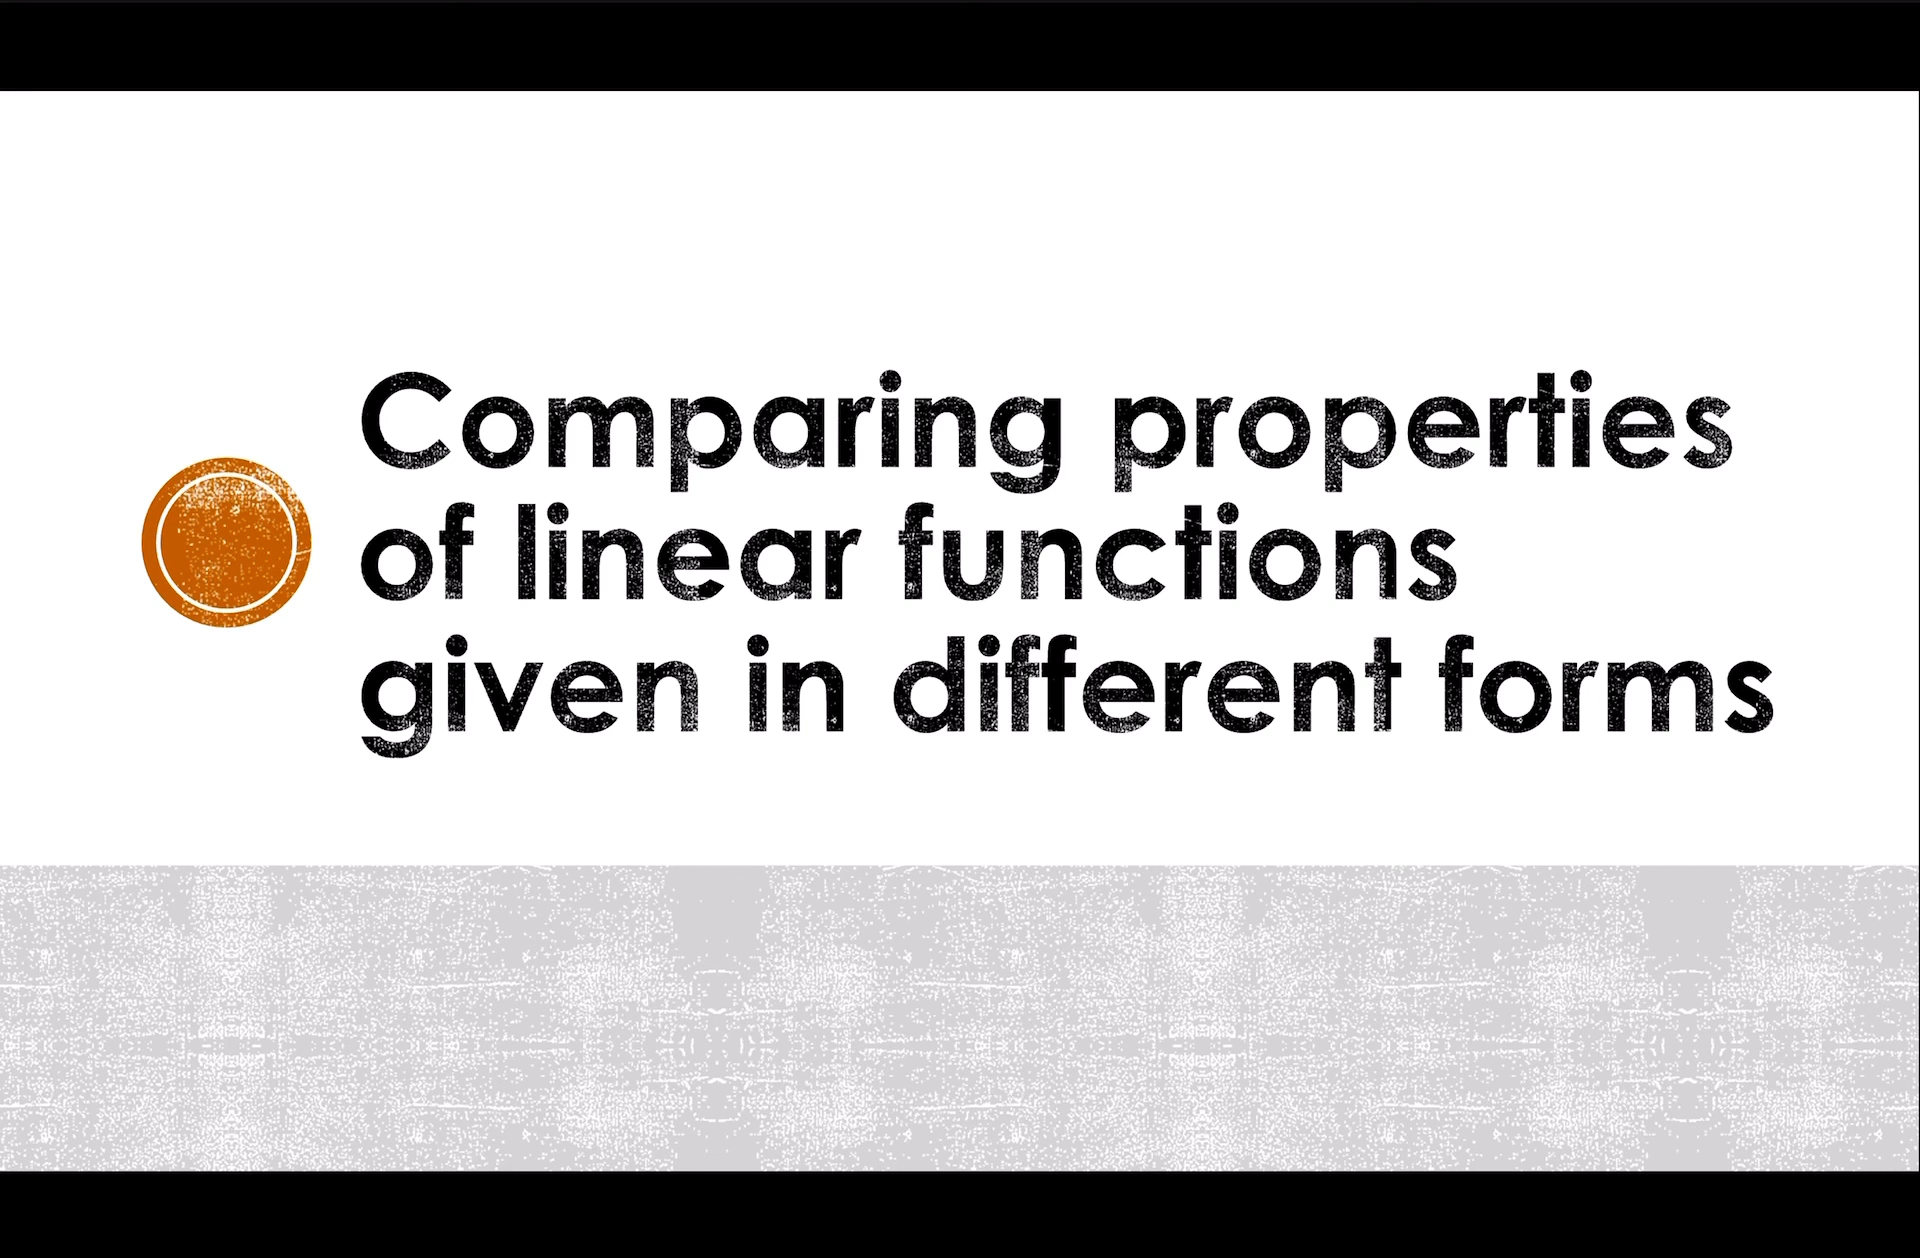 Comparing properties
of linear functions
given in different forms